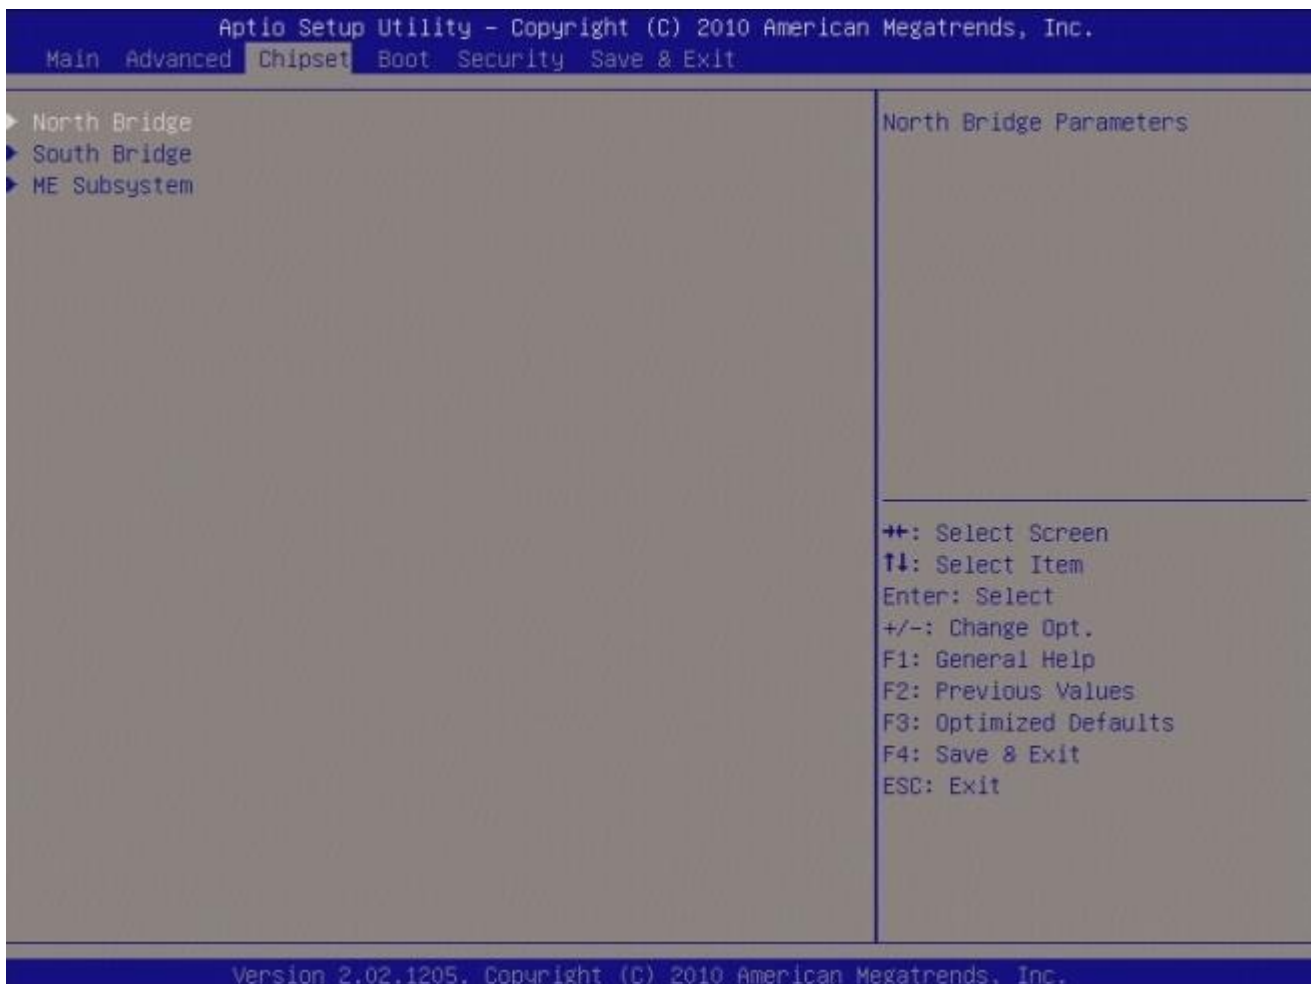 Aptio Setup Utility – Copyright (C) 2010 American Megatrends, Inc.
Main Advanced Chipset Boot Security Save & Exit
North Bridge
South Bridge
ME Subsystem
North Bridge Parameters
→←: Select Screen
↑↓: Select Item
Enter: Select
+/-: Change Opt.
F1: General Help
F2: Previous Values
F3: Optimized Defaults
F4: Save & Exit
ESC: Exit
Version 2.02.1205. Copyright (C) 2010 American Megatrends, Inc.